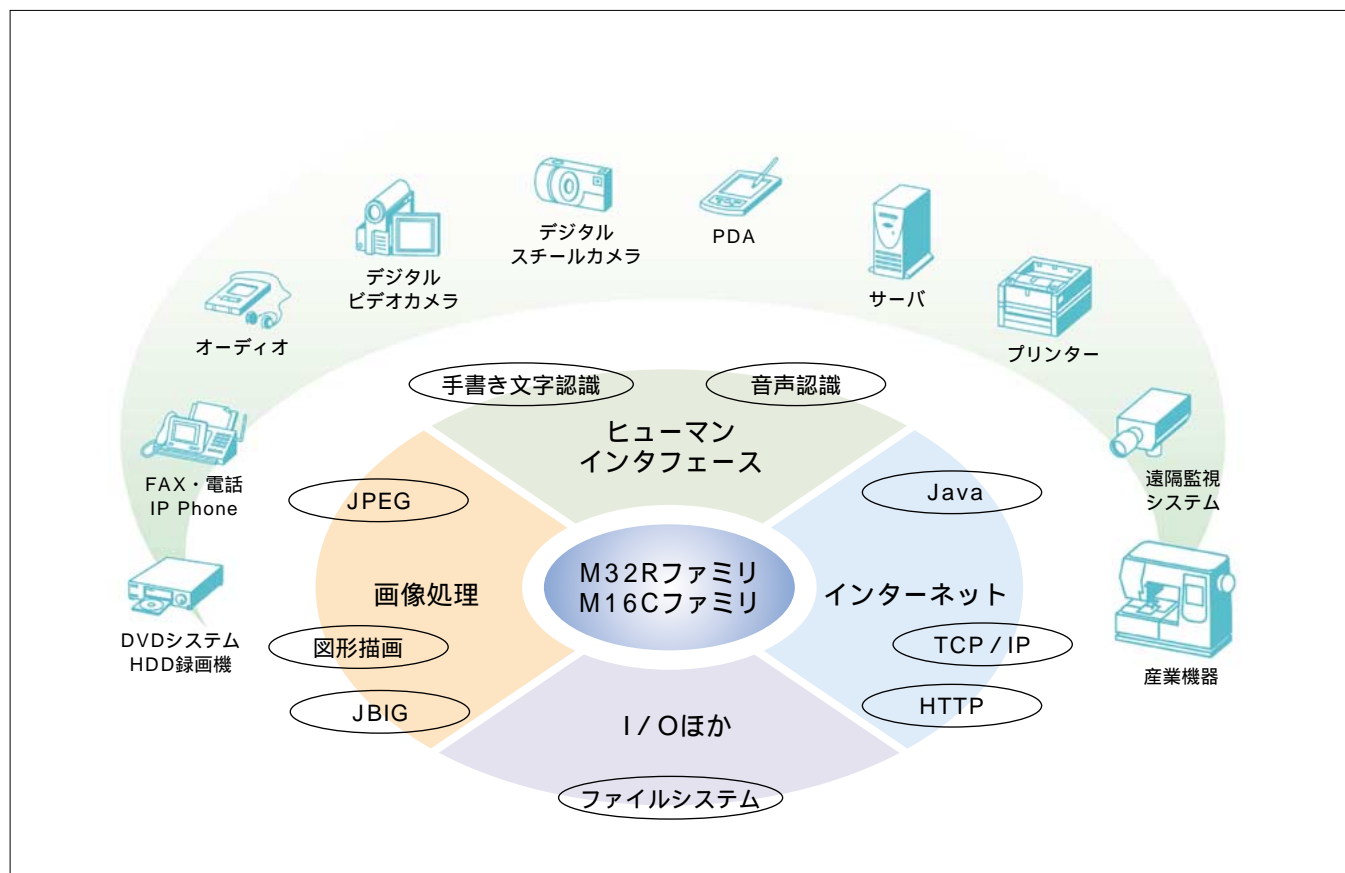 デジタル
スチールカメラ
PDA
デジタル
ビデオカメラ
サーバ
オーディオ
プリンター
FAX・電話
IP Phone
遠隔監視
システム
DVDシステム
HDD録画機
産業機器
手書き文字認識
音声認識
ヒューマン
インタフェース
JPEG
画像処理
図形描画
JBIG
M32Rファミリ
M16Cファミリ
Java
インターネット
TCP/IP
HTTP
I/Oほか
ファイルシステム